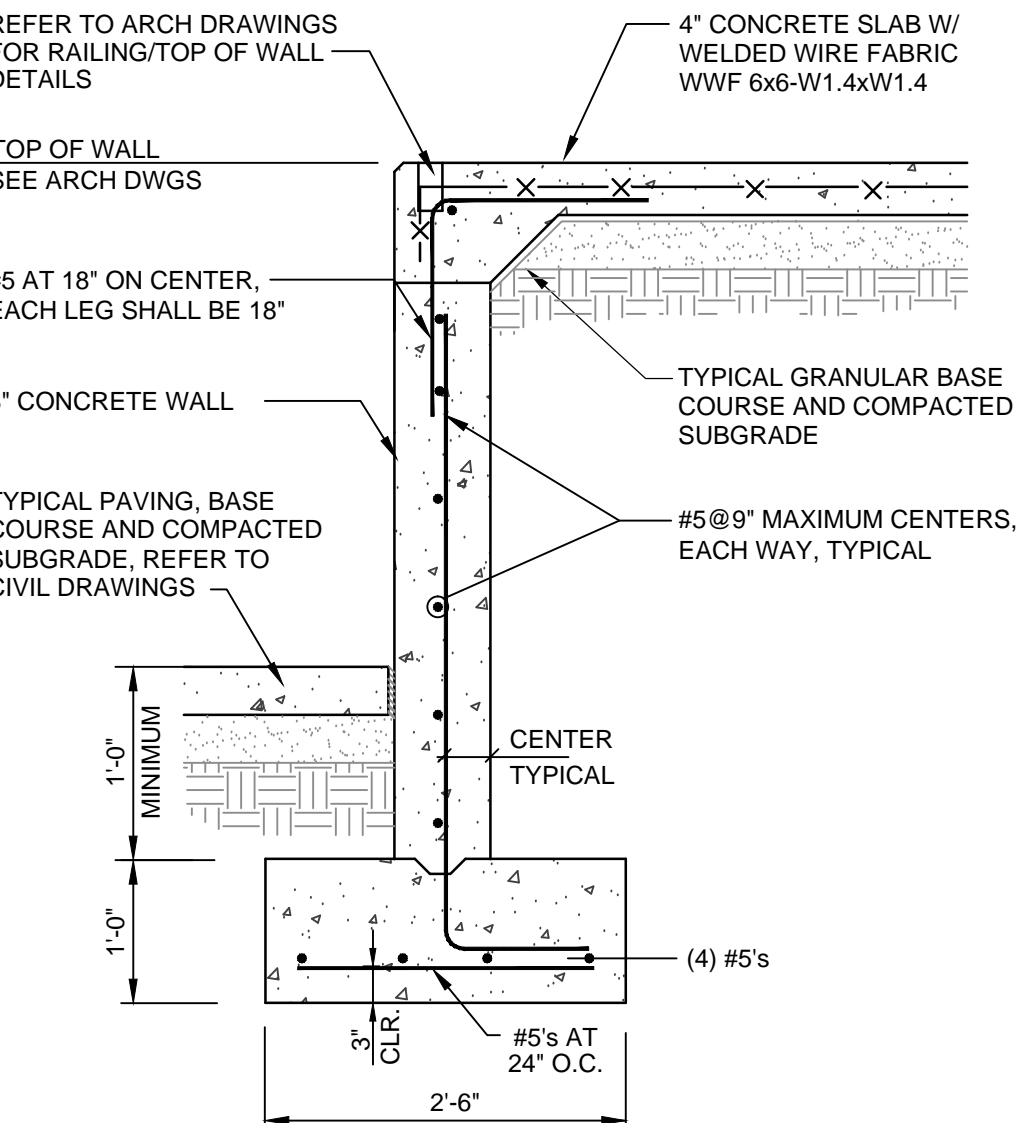 REFER TO ARCH DRAWINGS
FOR RAILING/TOP OF WALL
DETAILS
4" CONCRETE SLAB W/
WELDED WIRE FABRIC
WWF 6x6-W1.4xW1.4
TOP OF WALL
SEE ARCH DWGS
#5 AT 18" ON CENTER,
EACH LEG SHALL BE 18"
TYPICAL GRANULAR BASE
COURSE AND COMPACTED
SUBGRADE
CONCRETE WALL
TYPICAL PAVING, BASE
COURSE AND COMPACTED
SUBGRADE, REFER TO
CIVIL DRAWINGS
#5@9" MAXIMUM CENTERS,
EACH WAY, TYPICAL
1'-0"
MINIMUM
CENTER
TYPICAL
1'-0"
(4) #5's
3"
CLR.
#5's AT
24" O.C.
2'-6"